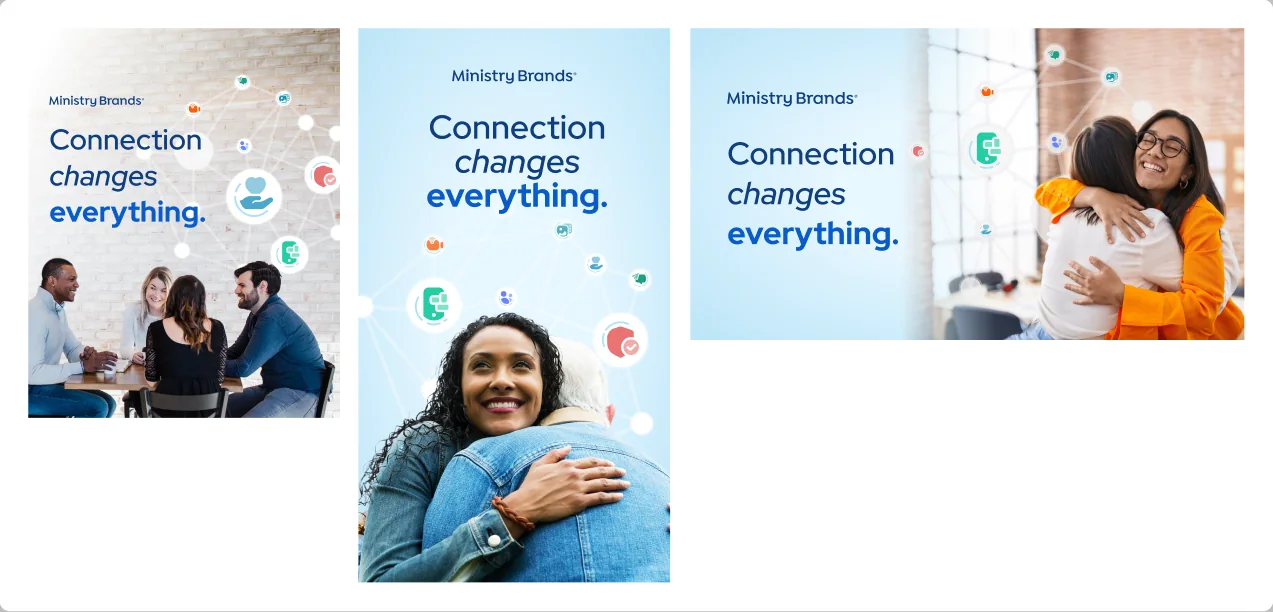 Ministry Brands®
Connection
changes
everything.
Ministry Brands®
Connection
changes
everything.
Ministry Brands®
Connection
changes
everything.